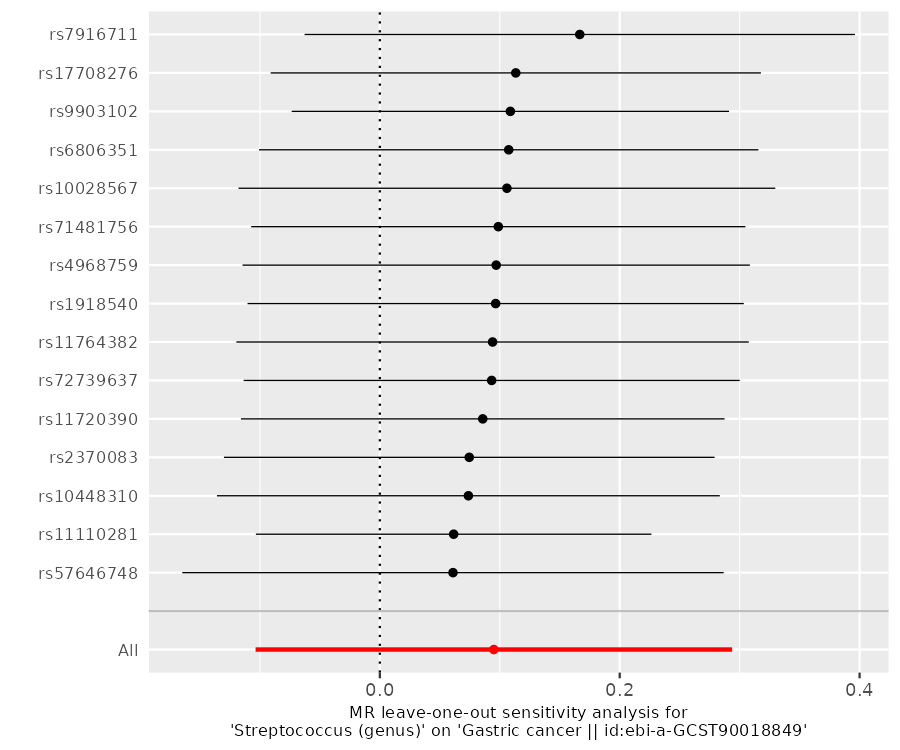 rs7916711
rs17708276
rs9903102
rs6806351
rs10028567
rs71481756
rs4968759
rs1918540
rs11764382
rs72739637
rs11720390
rs2370083
rs10448310
rs11110281
rs57646748
All
0.0 0.2 0.4
MR leave-one-out sensitivity analysis for
'Streptococcus (genus)' on 'Gastric cancer || id:ebi-a-GCST90018849'